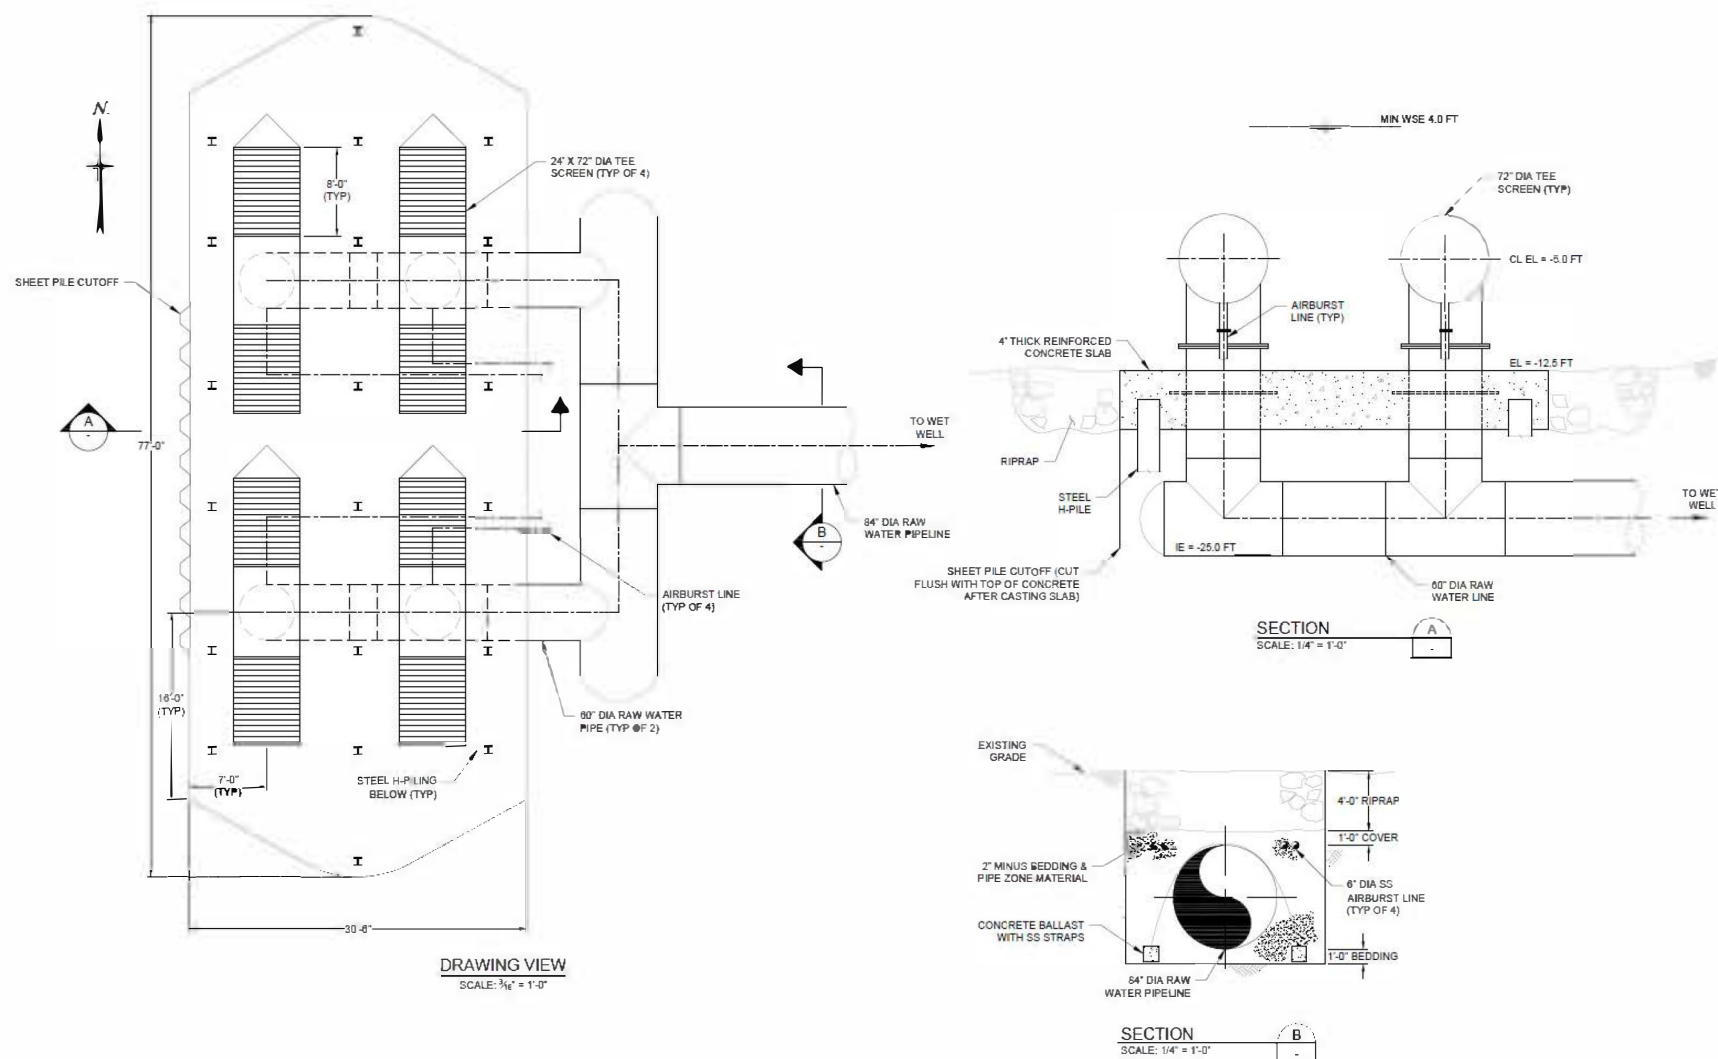 N
8'-0"
(TYP)
24" X 72" DIA TEE
SCREEN (TYP OF 4)
SHEET PILE CUTOFF
A
-
77'-0"
TO WET
WELL
84" DIA RAW
WATER PIPELINE
B
-
AIRBURST LINE
(TYP OF 4)
16'-0"
(TYP)
60" DIA RAW WATER
PIPE (TYP OF 2)
7'-0"
(TYP)
STEEL H-PILING
BELOW (TYP)
30'-6"
DRAWING VIEW
SCALE: 3/16" = 1'-0"
MIN WSE 4.0 FT
72" DIA TEE
SCREEN (TYP)
CL EL = -5.0 FT
AIRBURST
LINE (TYP)
4' THICK REINFORCED
CONCRETE SLAB
EL = -12.5 FT
RIPRAP
STEEL
H-PILE
TO WET
WELL
IE = -25.0 FT
SHEET PILE CUTOFF (CUT
FLUSH WITH TOP OF CONCRETE
AFTER CASTING SLAB)
60" DIA RAW
WATER LINE
SECTION
A
SCALE: 1/4" = 1'-0"
-
EXISTING
GRADE
4'-0" RIPRAP
1'-0" COVER
2" MINUS BEDDING &
PIPE ZONE MATERIAL
6" DIA SS
AIRBURST LINE
(TYP OF 4)
CONCRETE BALLAST
WITH SS STRAPS
1'-0" BEDDING
84" DIA RAW
WATER PIPELINE
SECTION
B
SCALE: 1/4" = 1'-0"
-